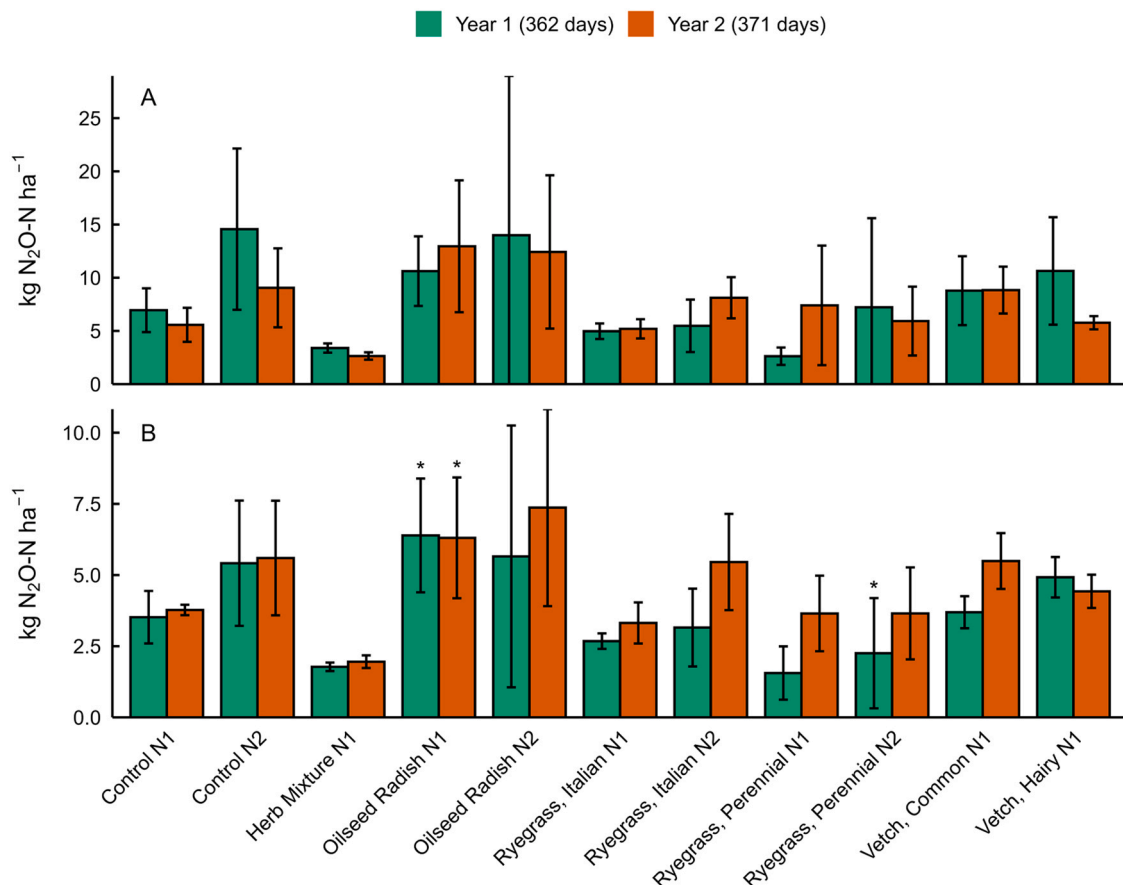 Year 1 (362 days) Year 2 (371 days)
A
kg N₂O-N ha⁻¹
25
20
15
10
5
0
B
kg N₂O-N ha⁻¹
10.0
7.5
5.0
2.5
0.0
* * *
Control N1
Control N2
Herb Mixture N1
Oilseed Radish N1
Oilseed Radish N2
Ryegrass, Italian N1
Ryegrass, Italian N2
Ryegrass, Perennial N1
Ryegrass, Perennial N2
Vetch, Common N1
Vetch, Hairy N1